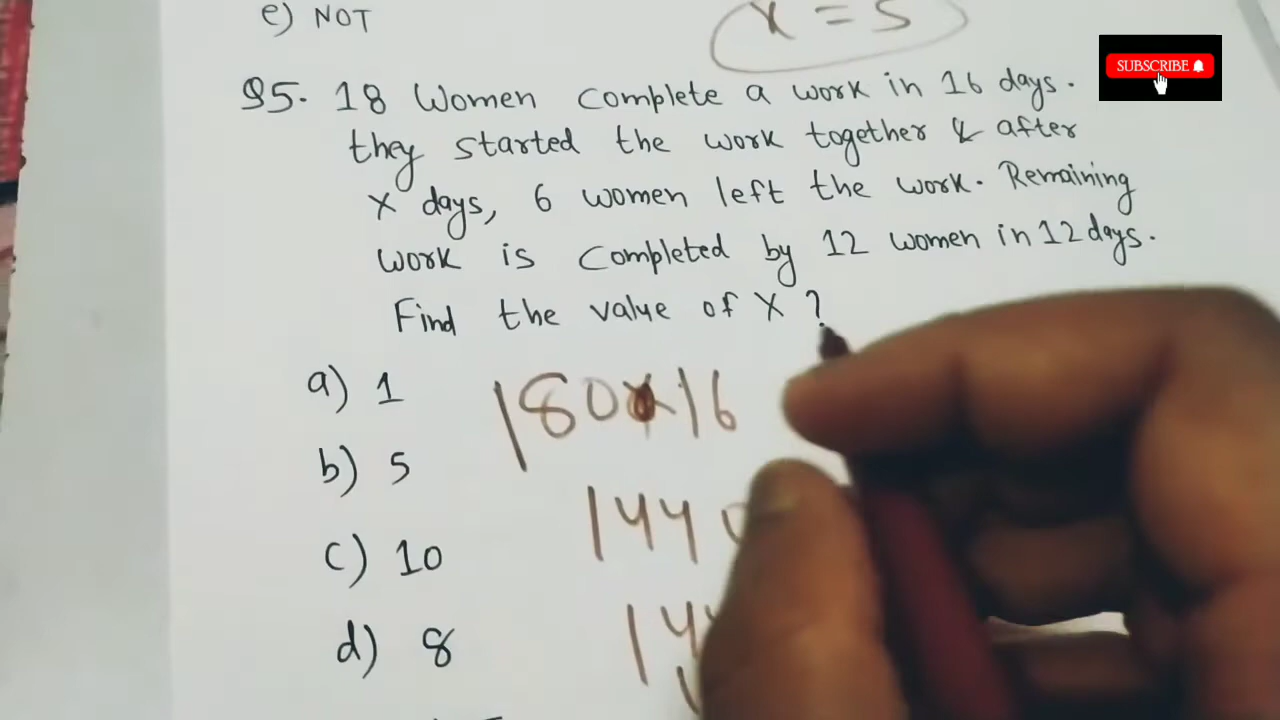 e) NOT
x = 5
SUBSCRIBE
Q5. 18 Women complete a work in 16 days.
they started the work together & after
x days, 6 women left the work. Remaining
work is completed by 12 women in 12 days.
Find the value of x ?
a) 1
180x16
b) 5
144
c) 10
d) 8